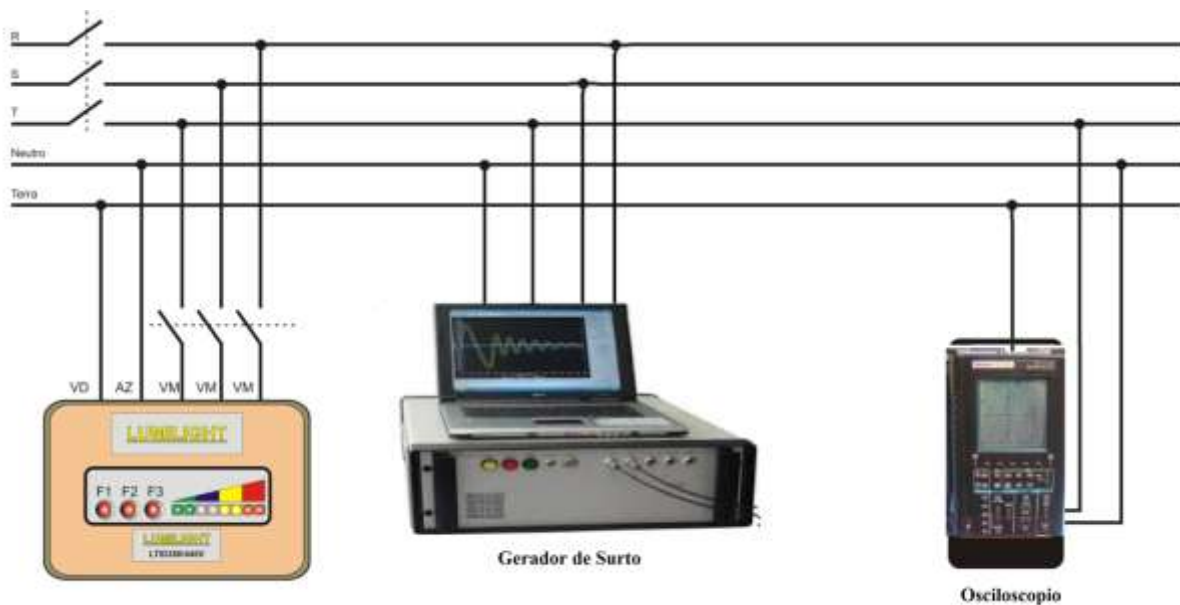 R
S
T
Neutro
Terra
VD AZ VM VM VM
LUMILIGHT
F1 F2 F3
LUMILIGHT
Gerador de Surto
Osciloscopio